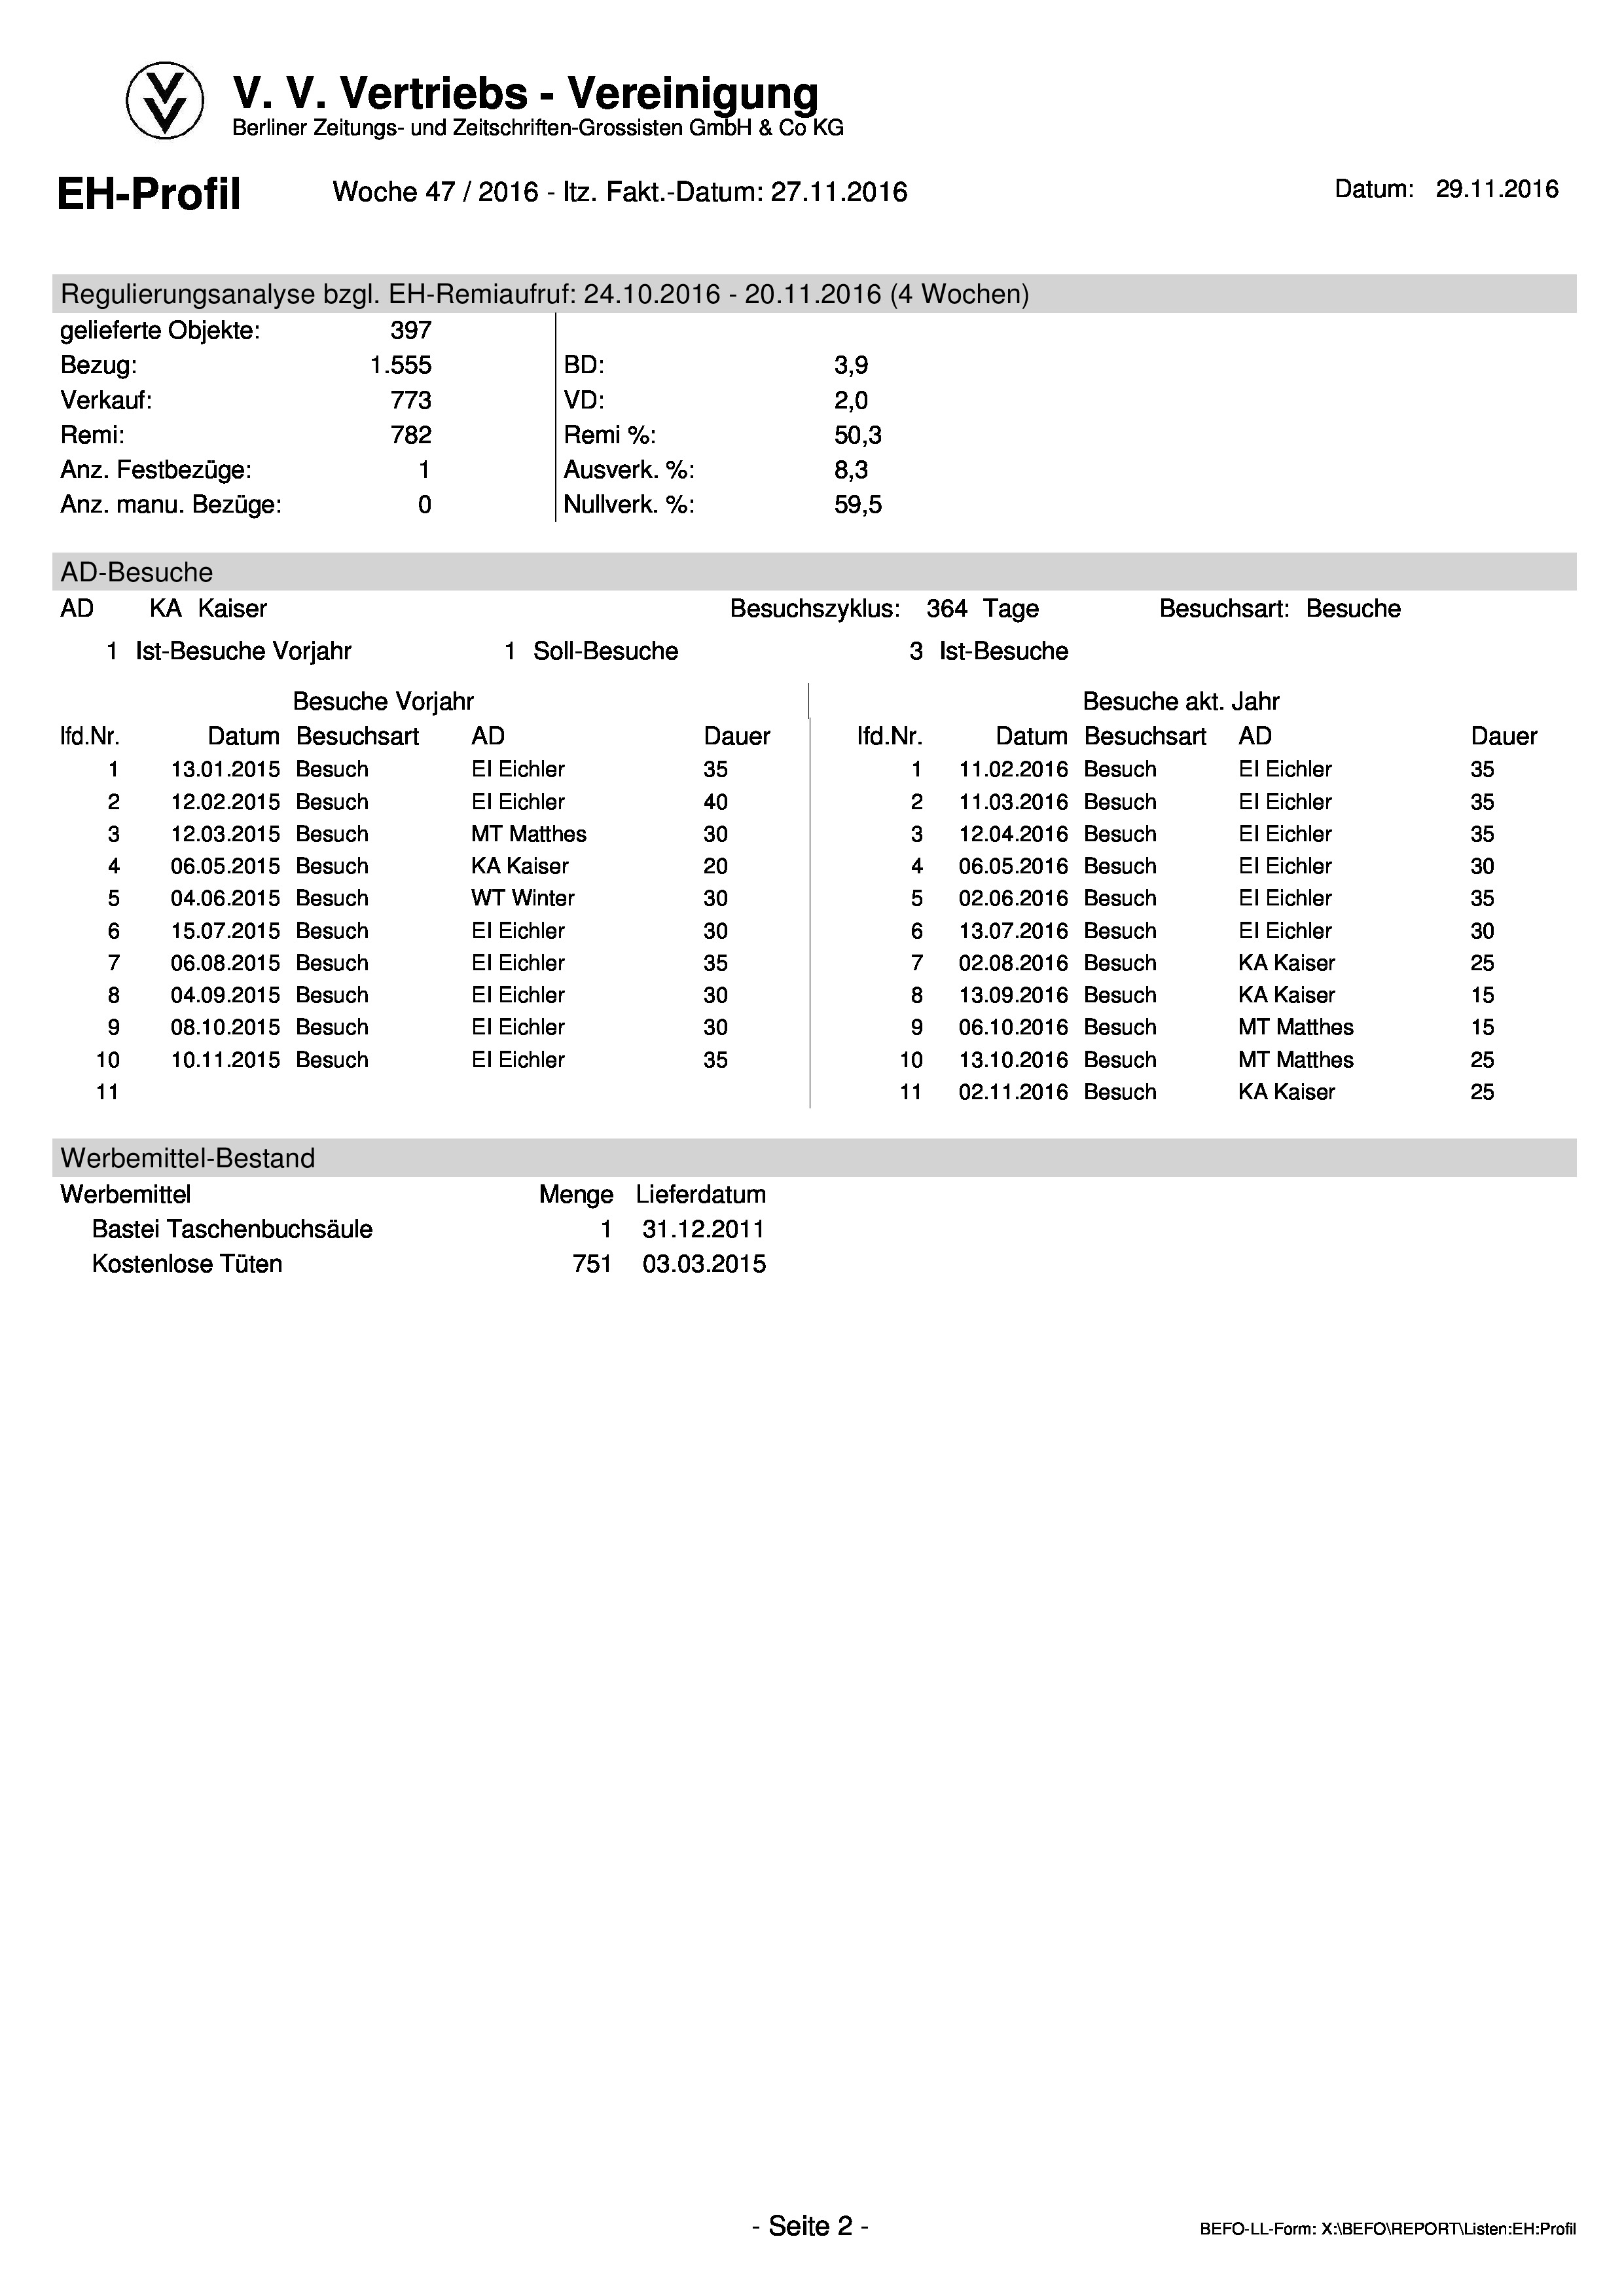 V. V. Vertriebs - Vereinigung
Berliner Zeitungs- und Zeitschriften-Grossisten GmbH & Co KG
EH-Profil Woche 47 / 2016 - ltz. Fakt.-Datum: 27.11.2016 Datum: 29.11.2016
Regulierungsanalyse bzgl. EH-Remiaufruf: 24.10.2016 - 20.11.2016 (4 Wochen)
gelieferte Objekte: 397
Bezug: 1.555 BD: 3,9
Verkauf: 773 VD: 2,0
Remi: 782 Remi %: 50,3
Anz. Festbezüge: 1 Ausverk. %: 8,3
Anz. manu. Bezüge: 0 Nullverk. %: 59,5
AD-Besuche
AD KA Kaiser Besuchszyklus: 364 Tage Besuchsart: Besuche
1 Ist-Besuche Vorjahr 1 Soll-Besuche 3 Ist-Besuche
Besuche Vorjahr Besuche akt. Jahr
lfd.Nr. Datum Besuchsart AD Dauer lfd.Nr. Datum Besuchsart AD Dauer
1 13.01.2015 Besuch EI Eichler 35 1 11.02.2016 Besuch EI Eichler 35
2 12.02.2015 Besuch EI Eichler 40 2 11.03.2016 Besuch EI Eichler 35
3 12.03.2015 Besuch MT Matthes 30 3 12.04.2016 Besuch EI Eichler 35
4 06.05.2015 Besuch KA Kaiser 20 4 06.05.2016 Besuch EI Eichler 30
5 04.06.2015 Besuch WT Winter 30 5 02.06.2016 Besuch EI Eichler 35
6 15.07.2015 Besuch EI Eichler 30 6 13.07.2016 Besuch EI Eichler 30
7 06.08.2015 Besuch EI Eichler 35 7 02.08.2016 Besuch KA Kaiser 25
8 04.09.2015 Besuch EI Eichler 30 8 13.09.2016 Besuch KA Kaiser 15
9 08.10.2015 Besuch EI Eichler 30 9 06.10.2016 Besuch MT Matthes 15
10 10.11.2015 Besuch EI Eichler 35 10 13.10.2016 Besuch MT Matthes 25
11 11 02.11.2016 Besuch KA Kaiser 25
Werbemittel-Bestand
Werbemittel Menge Lieferdatum
Bastei Taschenbuchsäule 1 31.12.2011
Kostenlose Tüten 751 03.03.2015
- Seite 2 - BEFO-LL-Form: X:\BEFO\REPORT\Listen:EH:Profil